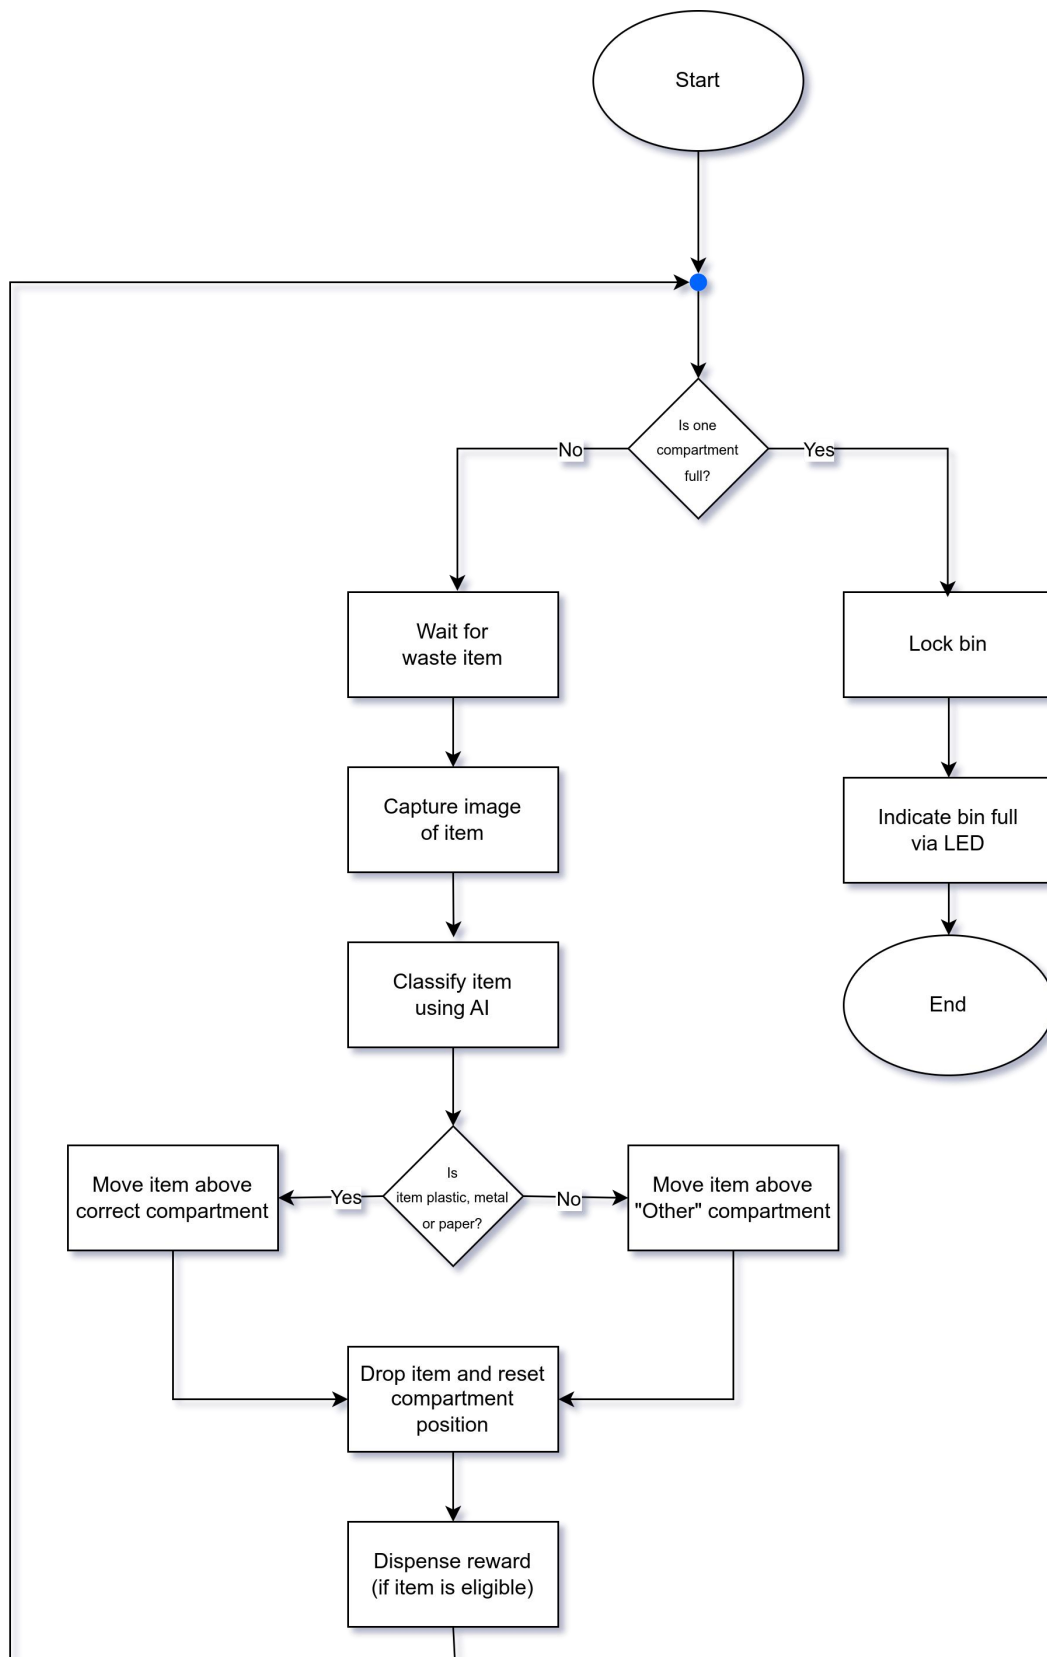 Start
Is one
compartment
full?
No
Yes
Wait for
waste item
Lock bin
Capture image
of item
Indicate bin full
via LED
Classify item
using AI
End
Is
item plastic, metal
or paper?
Yes
No
Move item above
correct compartment
Move item above
"Other" compartment
Drop item and reset
compartment
position
Dispense reward
(if item is eligible)